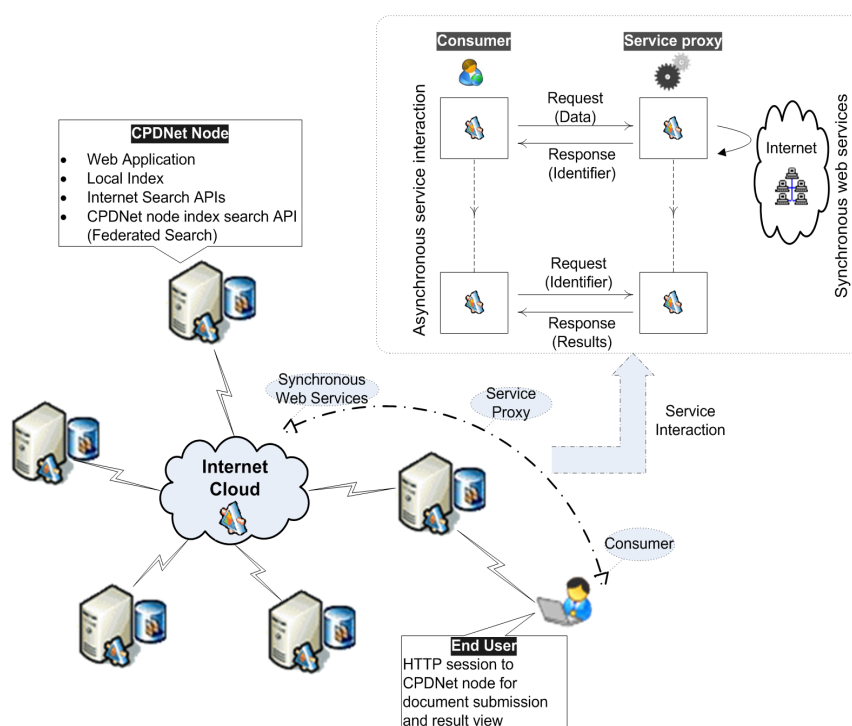 Consumer
Service proxy
Asynchronous service interaction
Request
(Data)
Response
(Identifier)
Internet
Synchronous web services
Request
(Identifier)
Response
(Results)
CPDNet Node
• Web Application
• Local Index
• Internet Search APIs
• CPDNet node index search API
(Federated Search)
Synchronous
Web Services
Service
Proxy
Service
Interaction
Internet
Cloud
Consumer
End User
HTTP session to
CPDNet node for
document submission
and result view